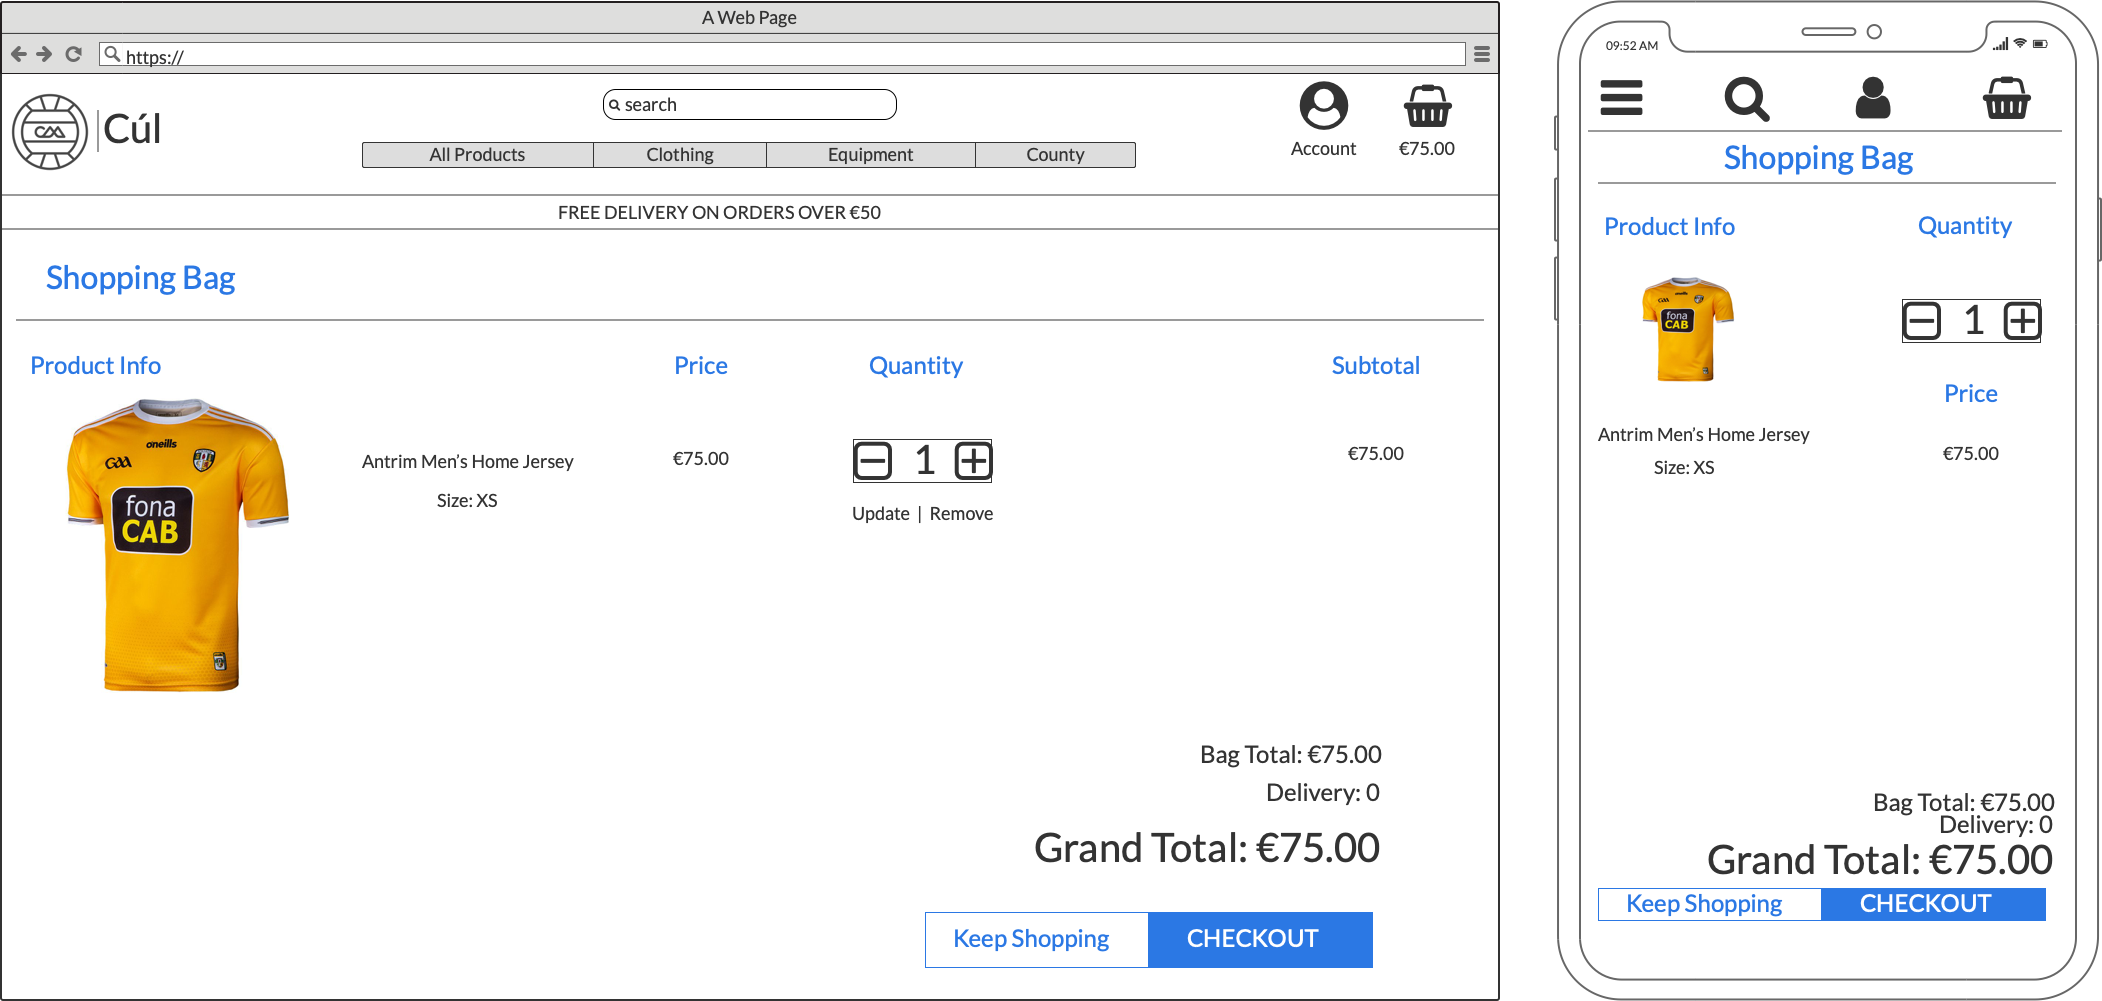 A Web Page
https://
Cúl
search
All Products Clothing Equipment County
Account €75.00
FREE DELIVERY ON ORDERS OVER €50
Shopping Bag
Product Info Price Quantity Subtotal
oneills
GAA
fona
CAB
Antrim Men's Home Jersey
Size: XS
€75.00
1
Update | Remove
€75.00
Bag Total: €75.00
Delivery: 0
Grand Total: €75.00
Keep Shopping CHECKOUT
09:52 AM
Shopping Bag
Product Info Quantity
fona
CAB
1
Price
Antrim Men's Home Jersey
Size: XS
€75.00
Bag Total: €75.00
Delivery: 0
Grand Total: €75.00
Keep Shopping CHECKOUT